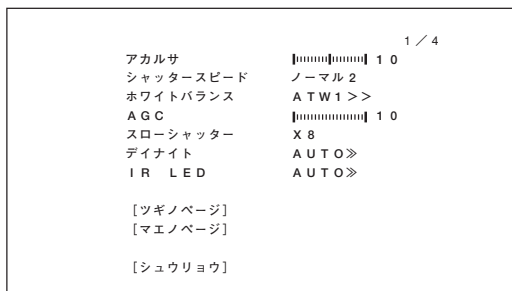 1／4
アカルサ 10
シャッタースピード ノーマル2
ホワイトバランス ATW1>>
AGC 10
スローシャッター X8
デイナイト AUTO≫
IR LED AUTO≫
[ツギノページ]
[マエノページ]
[シュウリョウ]